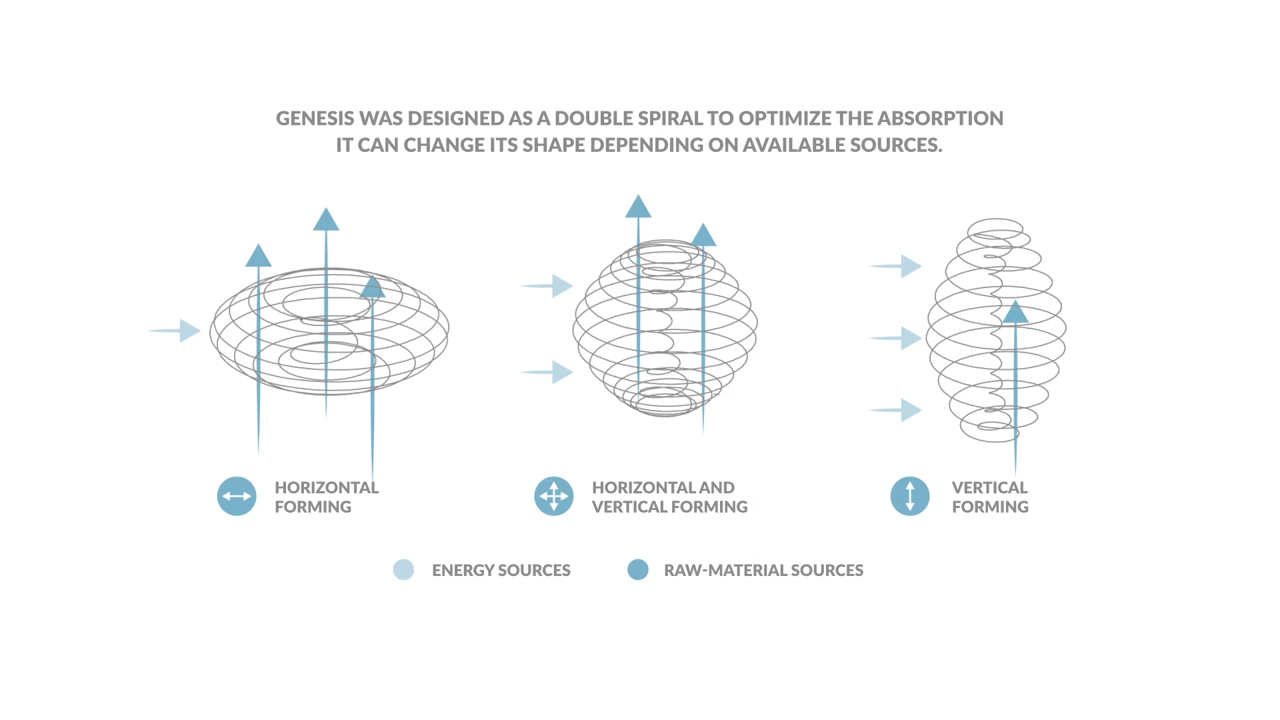 GENESIS WAS DESIGNED AS A DOUBLE SPIRAL TO OPTIMIZE THE ABSORPTION
IT CAN CHANGE ITS SHAPE DEPENDING ON AVAILABLE SOURCES.
HORIZONTAL
FORMING
HORIZONTAL AND
VERTICAL FORMING
VERTICAL
FORMING
ENERGY SOURCES
RAW-MATERIAL SOURCES